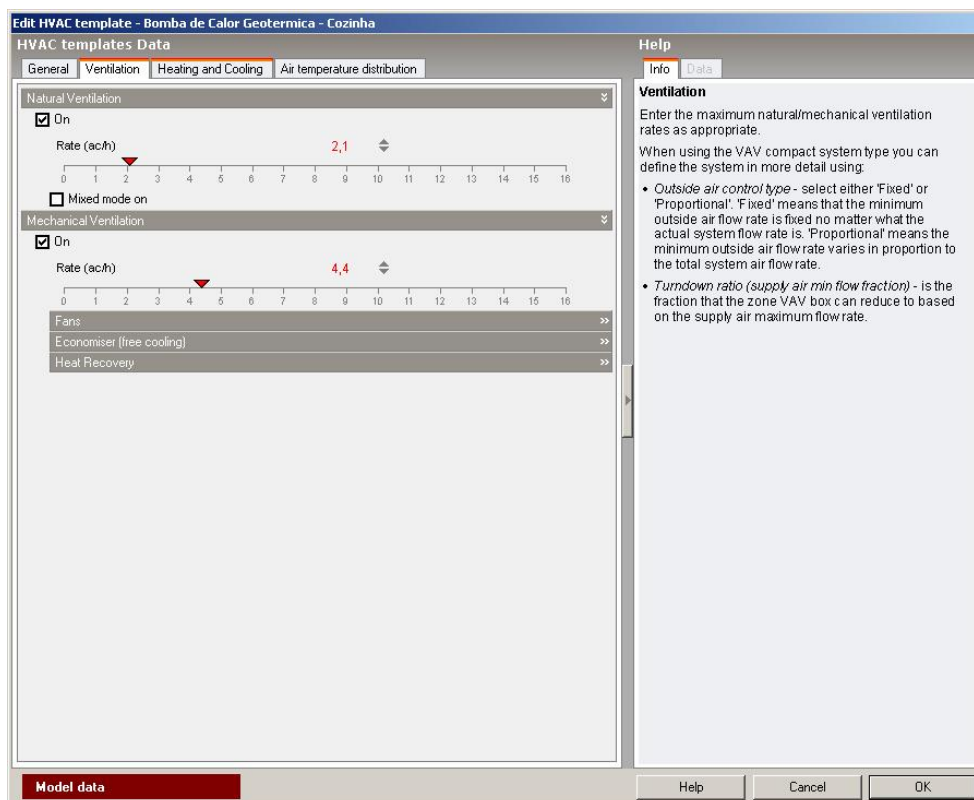 Edit HVAC template - Bomba de Calor Geotermica - Cozinha
HVAC templates Data
General Ventilation Heating and Cooling Air temperature distribution
Natural Ventilation
On
Rate (ac/h) 2,1
0 1 2 3 4 5 6 7 8 9 10 11 12 13 14 15 16
Mixed mode on
Mechanical Ventilation
On
Rate (ac/h) 4,4
0 1 2 3 4 5 6 7 8 9 10 11 12 13 14 15 16
Fans
Economiser (free cooling)
Heat Recovery
Model data
Help
Info Data
Ventilation
Enter the maximum natural/mechanical ventilation
rates as appropriate.
When using the VAV compact system type you can
define the system in more detail using:
• Outside air control type - select either 'Fixed' or
'Proportional'. 'Fixed' means that the minimum
outside air flow rate is fixed no matter what the
actual system flow rate is. 'Proportional' means the
minimum outside air flow rate varies in proportion to
the total system air flow rate.
• Turndown ratio (supply air min flow fraction) - is the
fraction that the zone VAV box can reduce to based
on the supply air maximum flow rate.
Help Cancel OK